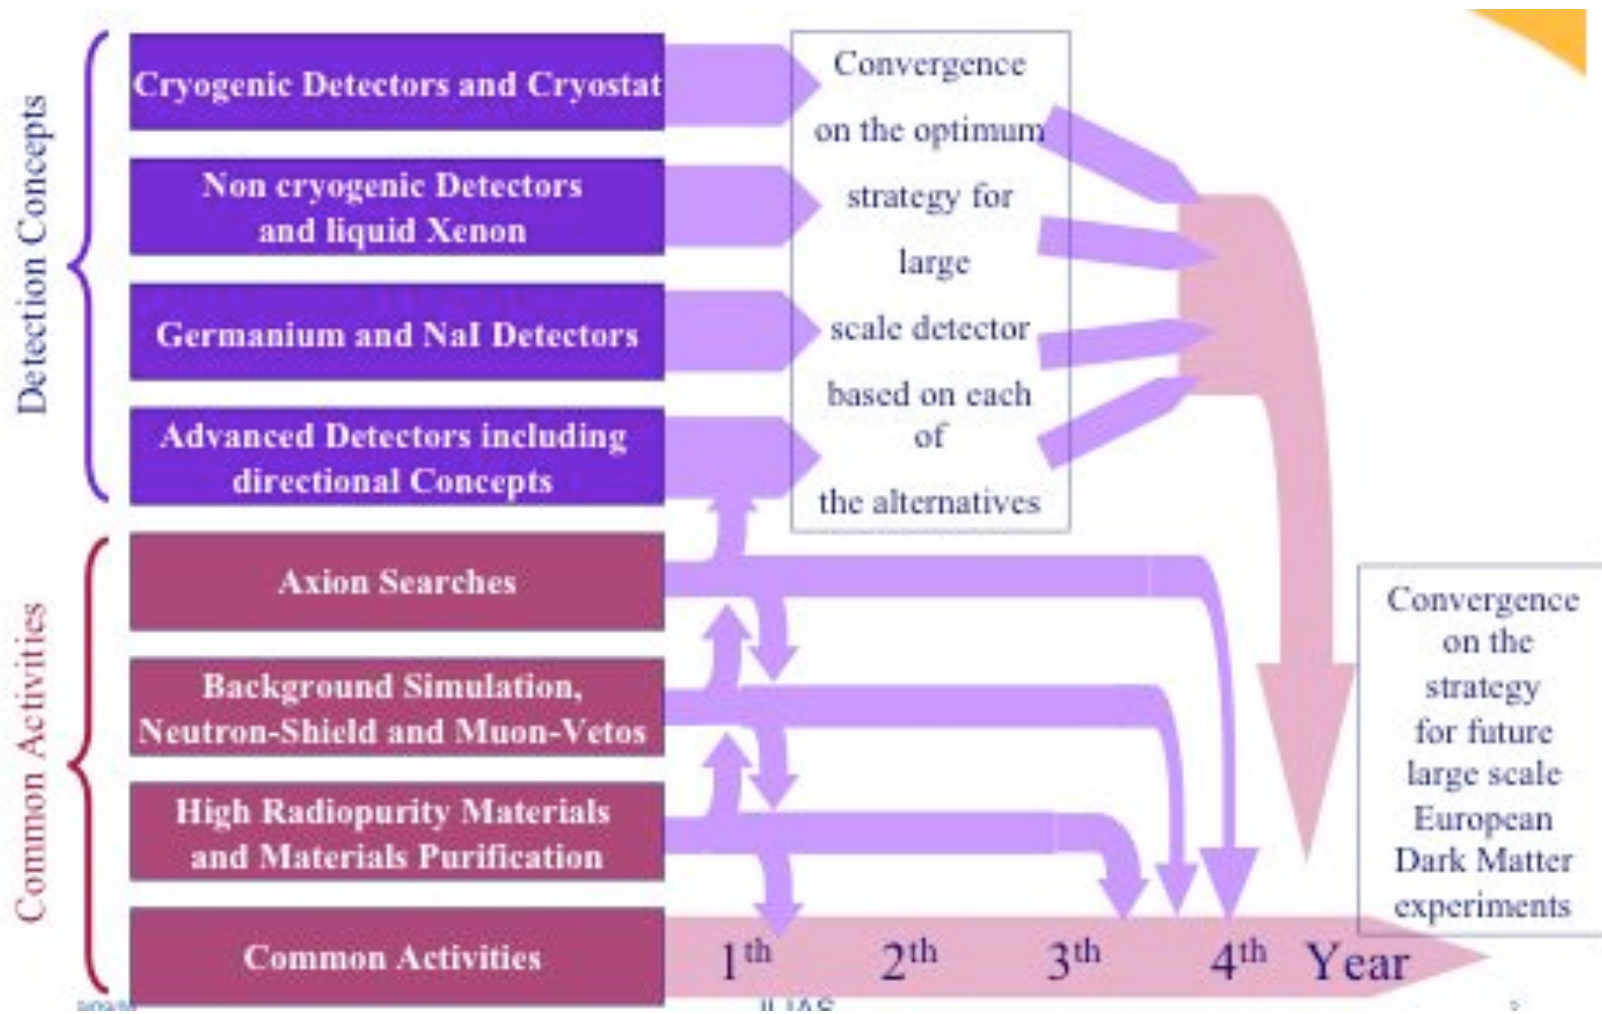 Detection Concepts
Cryogenic Detectors and Cryostat
Non cryogenic Detectors
and liquid Xenon
Germanium and NaI Detectors
Advanced Detectors including
directional Concepts
Convergence
on the optimum
strategy for
large
scale detector
based on each
of
the alternatives
Common Activities
Axion Searches
Background Simulation,
Neutron-Shield and Muon-Vetos
High Radiopurity Materials
and Materials Purification
Common Activities
Convergence
on the
strategy
for future
large scale
European
Dark Matter
experiments
1th 2th 3th 4th Year
ILIAS